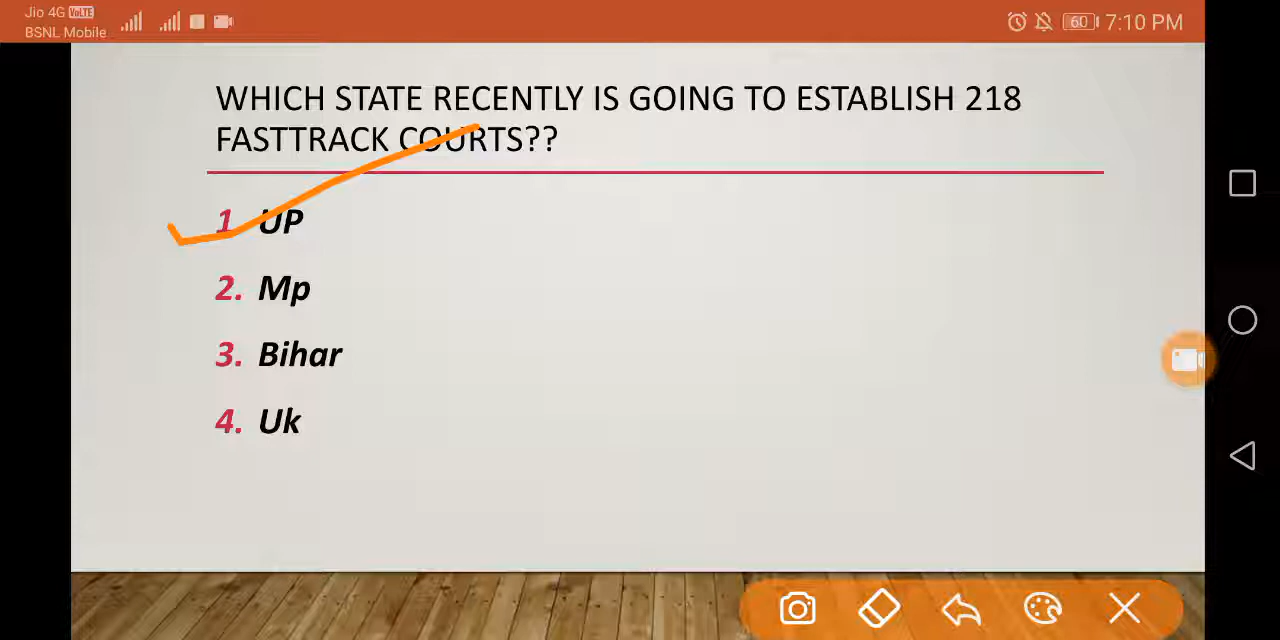 Jio 4G VoLTE
BSNL Mobile
60 7:10 PM
WHICH STATE RECENTLY IS GOING TO ESTABLISH 218
FASTTRACK COURTS??
1. UP
2. Mp
3. Bihar
4. Uk